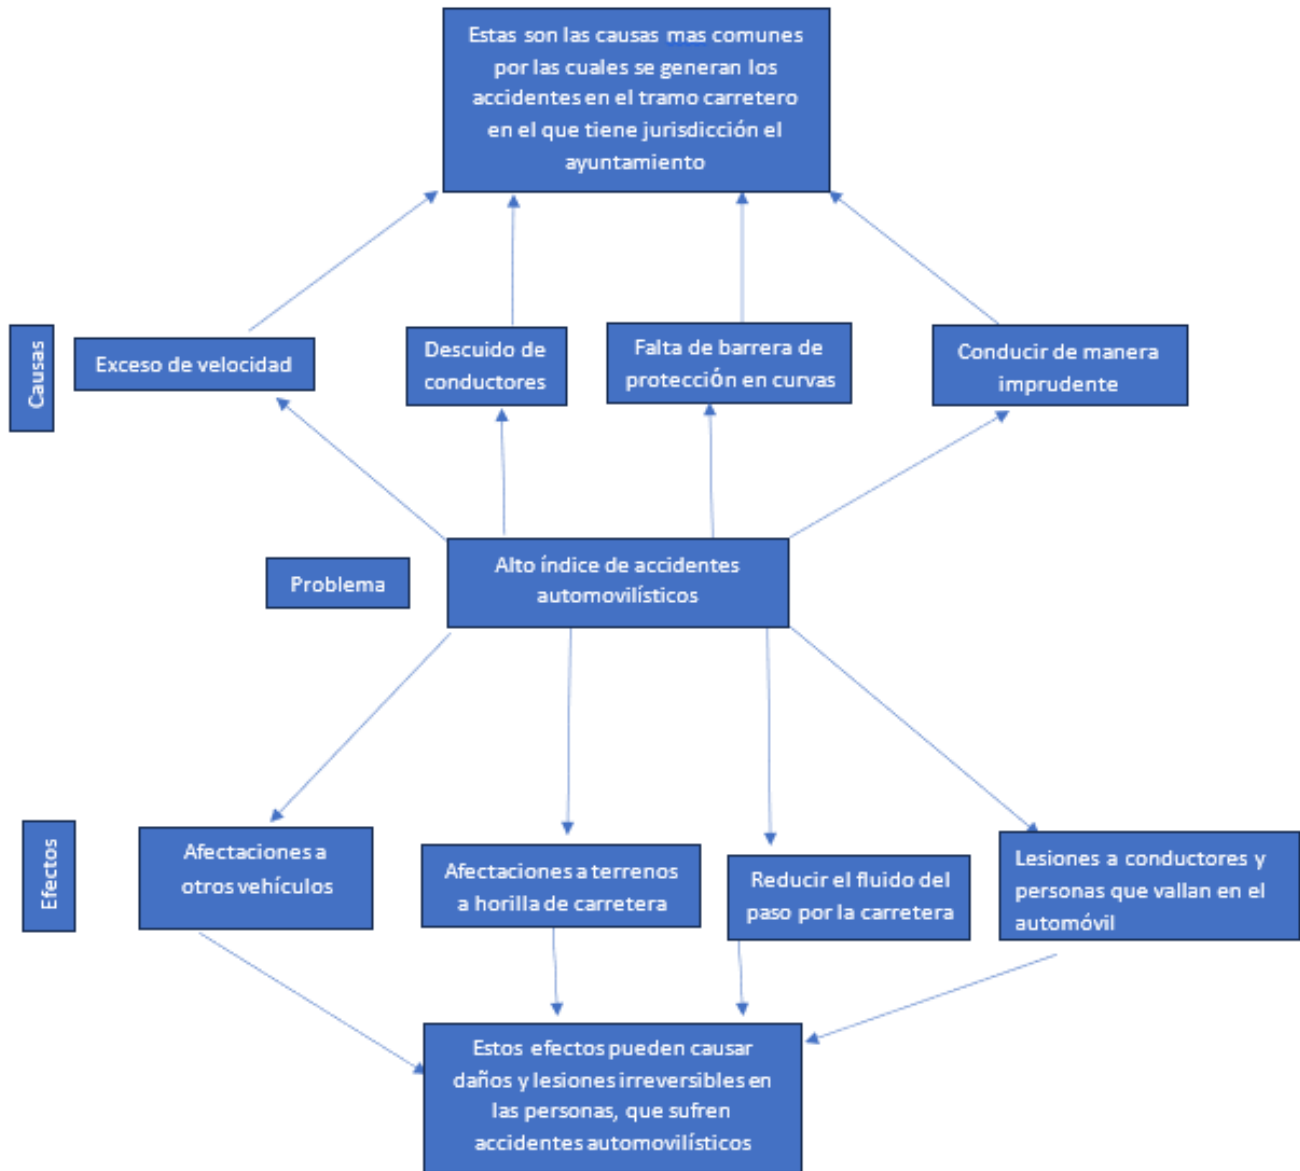 Estas son las causas mas comunes
por las cuales se generan los
accidentes en el tramo carretero
en el que tiene jurisdicción el
ayuntamiento
Causas
Exceso de velocidad
Descuido de
conductores
Falta de barrera de
protección en curvas
Conducir de manera
imprudente
Problema
Alto índice de accidentes
automovilísticos
Efectos
Afectaciones a
otros vehículos
Afectaciones a terrenos
a horilla de carretera
Reducir el fluido del
paso por la carretera
Lesiones a conductores y
personas que vallan en el
automóvil
Estos efectos pueden causar
daños y lesiones irreversibles en
las personas, que sufren
accidentes automovilísticos